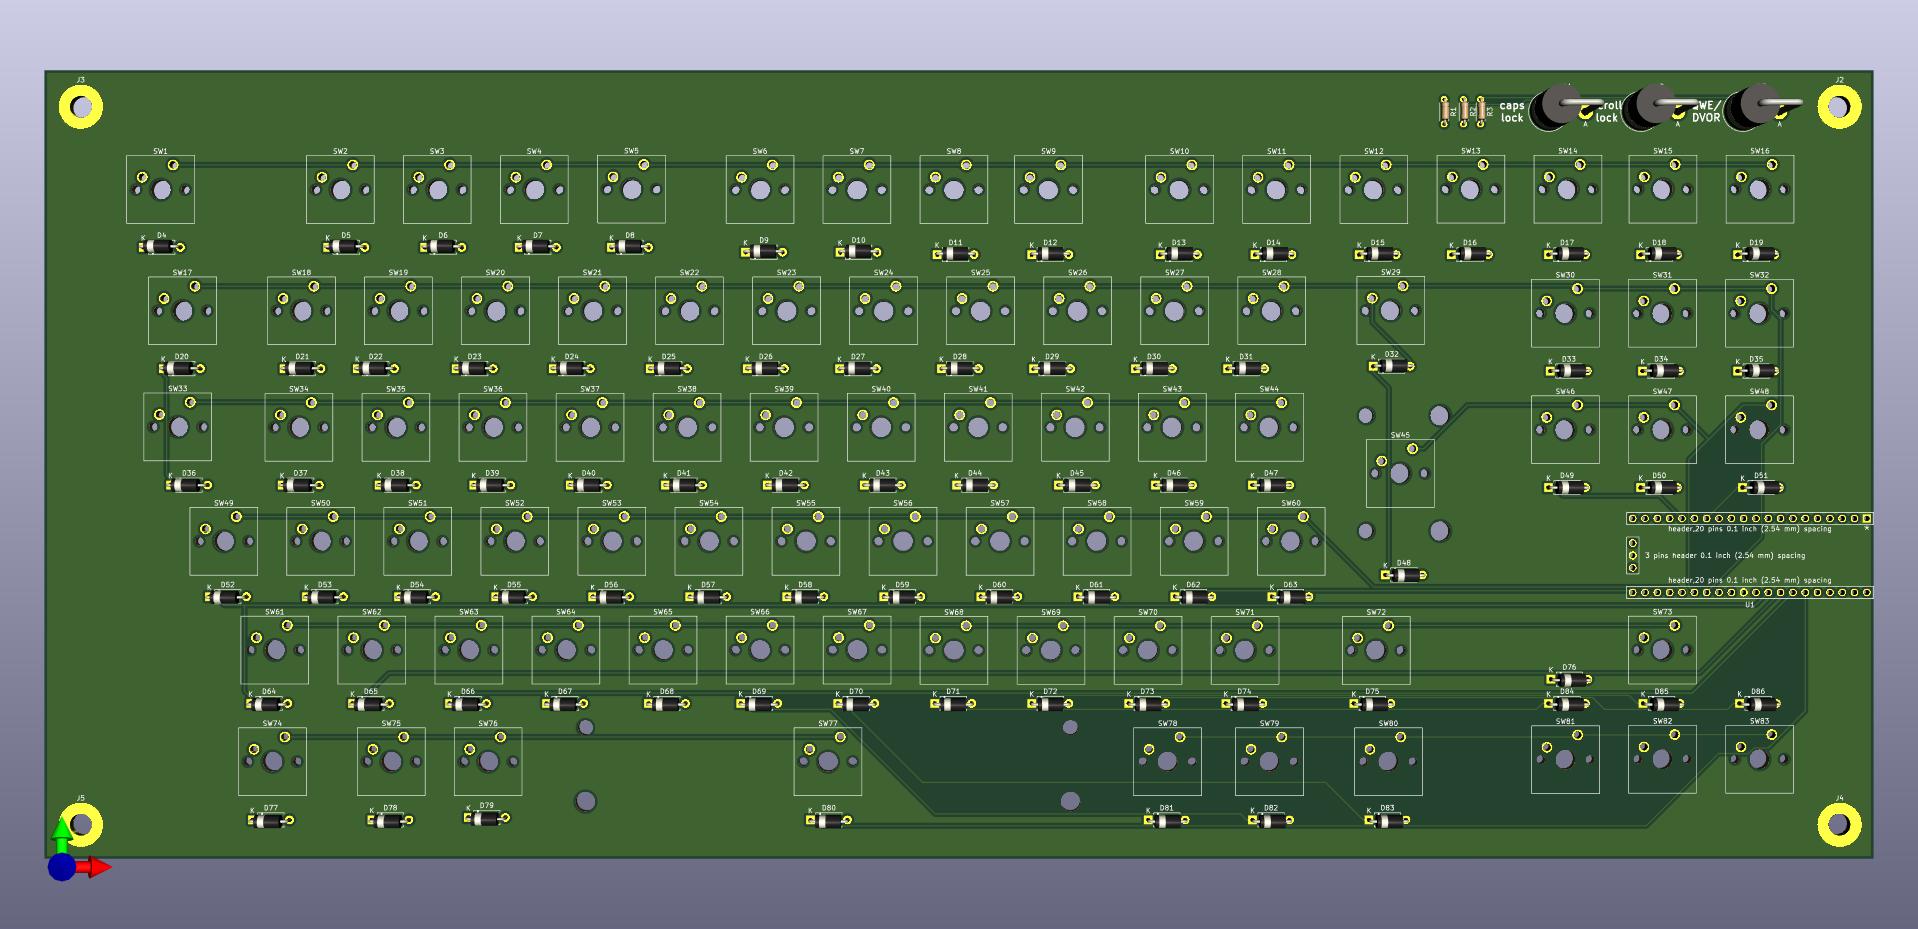 J3 J2
R1 R2 R3 caps lock croll lock WE/ DVOR
A A A
SW1 SW2 SW3 SW4 SW5 SW6 SW7 SW8 SW9 SW10 SW11 SW12 SW13 SW14 SW15 SW16
K D4 K D5 K D6 K D7 K D8 K D9 K D10 K D11 K D12 K D13 K D14 K D15 K D16 K D17 K D18 K D19
SW17 SW18 SW19 SW20 SW21 SW22 SW23 SW24 SW25 SW26 SW27 SW28 SW29 SW30 SW31 SW32
K D20 K D21 K D22 K D23 K D24 K D25 K D26 K D27 K D28 K D29 K D30 K D31 K D32 K D33 K D34 K D35
SW33 SW34 SW35 SW36 SW37 SW38 SW39 SW40 SW41 SW42 SW43 SW44 SW46 SW47 SW48
SW45
K D36 K D37 K D38 K D39 K D40 K D41 K D42 K D43 K D44 K D45 K D46 K D47 K D49 K D50 K D51
SW49 SW50 SW51 SW52 SW53 SW54 SW55 SW56 SW57 SW58 SW59 SW60
header,20 pins 0.1 inch (2.54 mm) spacing *
3 pins header 0.1 inch (2.54 mm) spacing
K D48
header,20 pins 0.1 inch (2.54 mm) spacing
K D52 K D53 K D54 K D55 K D56 K D57 K D58 K D59 K D60 K D61 K D62 K D63
U1
SW61 SW62 SW63 SW64 SW65 SW66 SW67 SW68 SW69 SW70 SW71 SW72 SW73
K D76
K D64 K D65 K D66 K D67 K D68 K D69 K D70 K D71 K D72 K D73 K D74 K D75 K D84 K D85 K D86
SW74 SW75 SW76 SW77 SW78 SW79 SW80 SW81 SW82 SW83
J5 J4
K D77 K D78 K D79 K D80 K D81 K D82 K D83